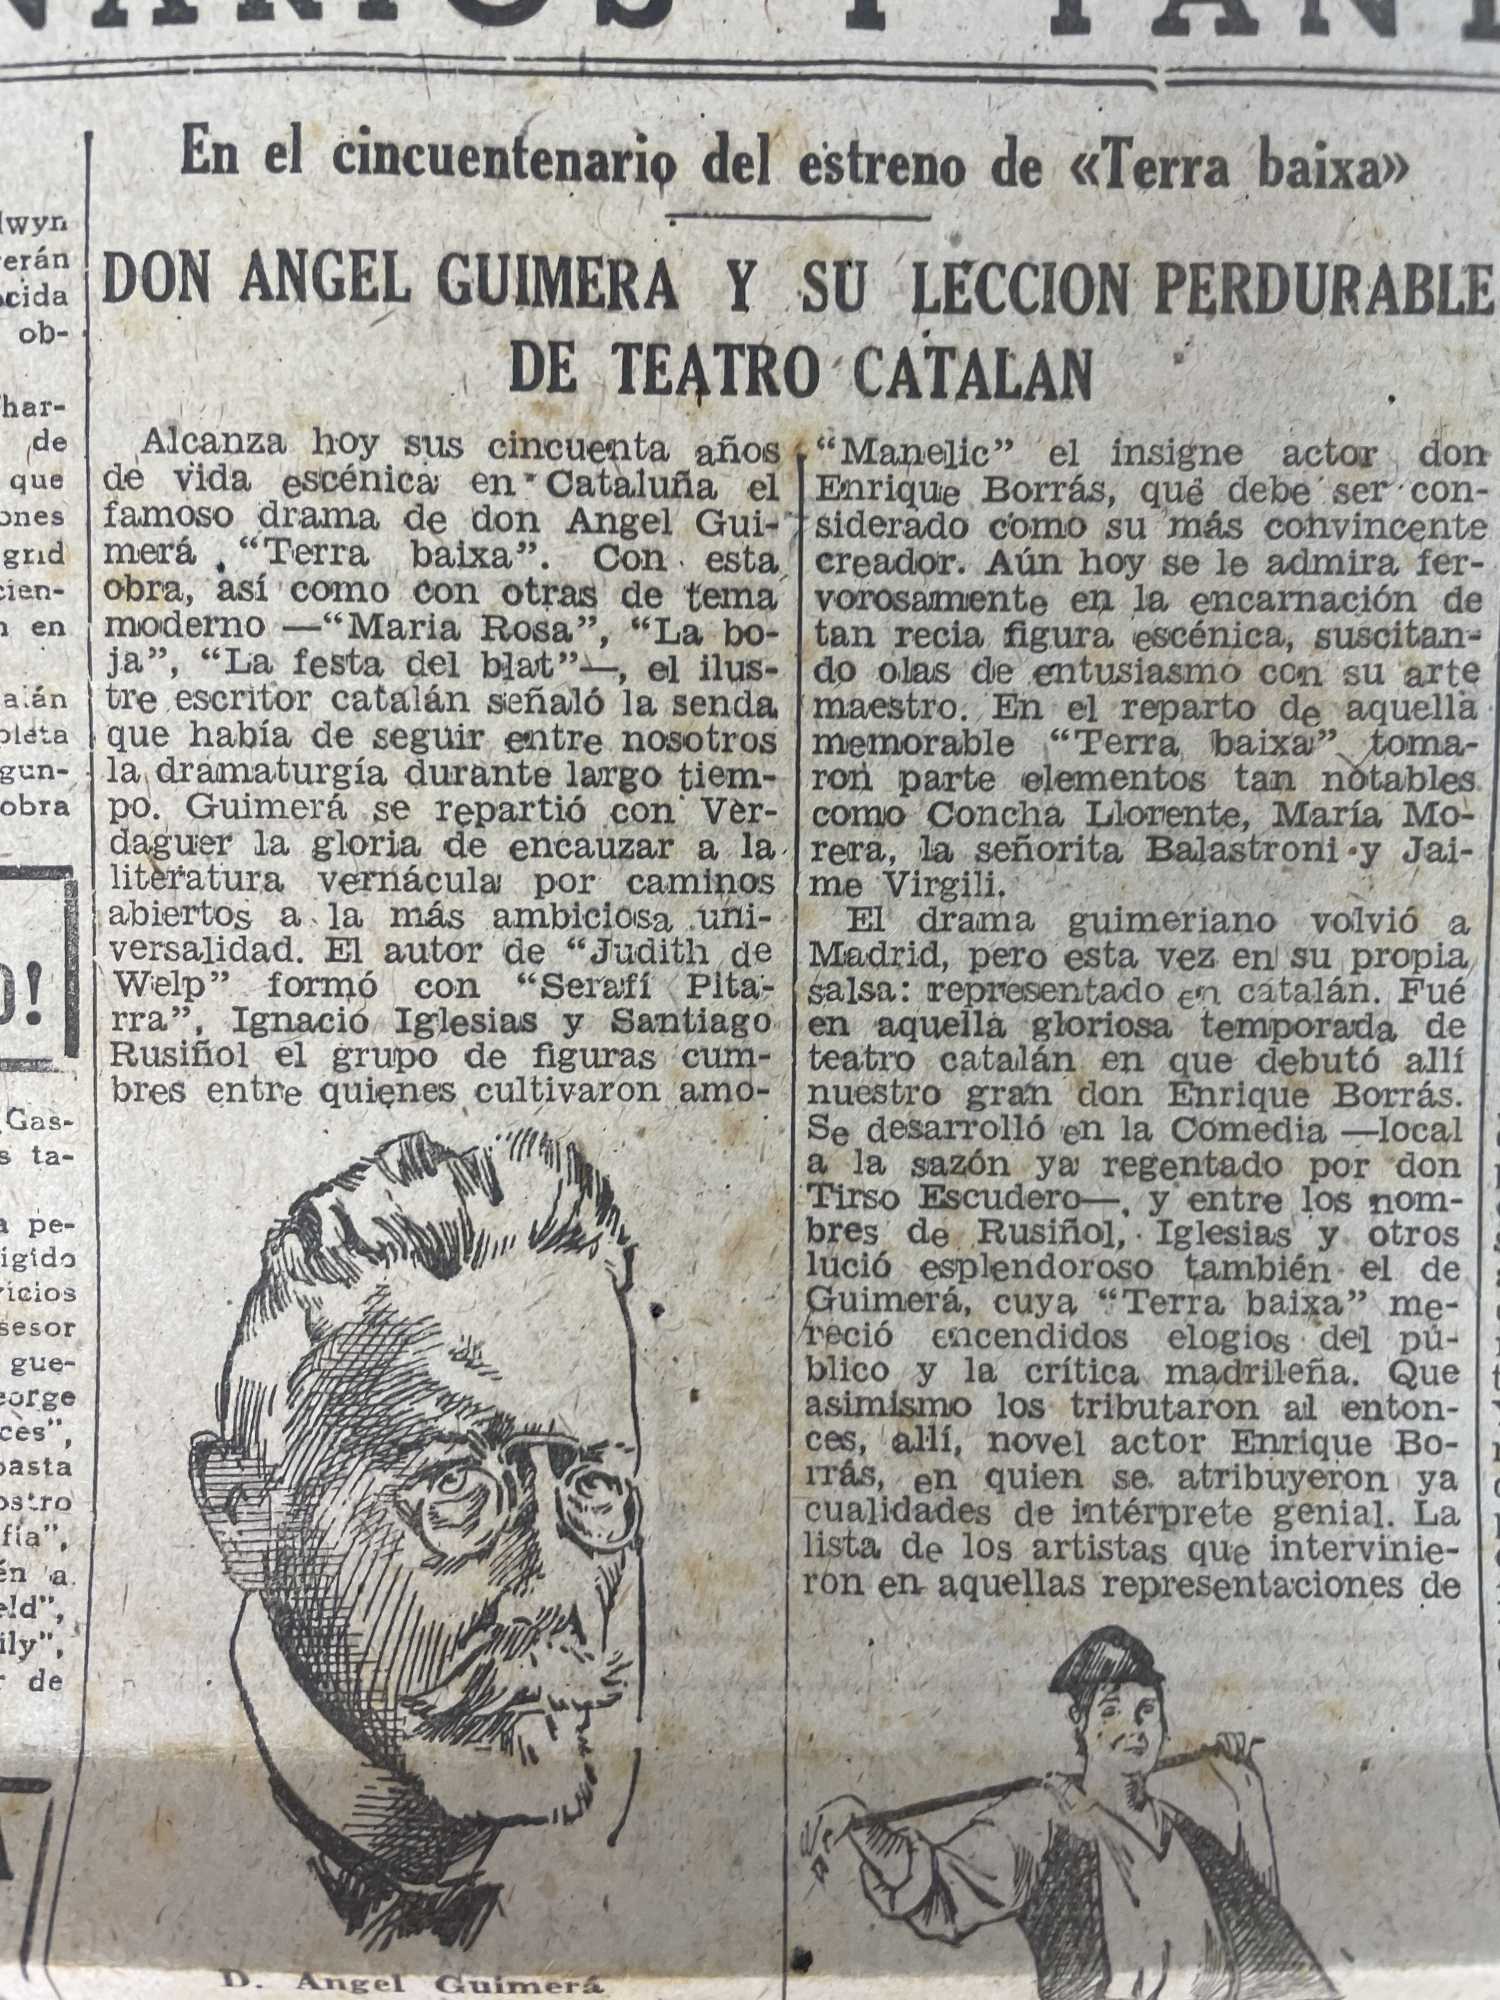 En el cincuentenario del estreno de «Terra baixa»
DON ANGEL GUIMERA Y SU LECCION PERDURABLE
DE TEATRO CATALAN
Alcanza hoy sus cincuenta años
de vida escénica en Cataluña el
famoso drama de don Angel Gui-
merá, "Terra baixa". Con esta
obra, así como con otras de tema
moderno —"Maria Rosa", "La bo-
ja", "La festa del blat"—, el ilus-
tre escritor catalán señaló la senda
que había de seguir entre nosotros
la dramaturgía durante largo tiem-
po. Guimerá se repartió con Ver-
daguer la gloria de encauzar a la
literatura vernácula por caminos
abiertos a la más ambiciosa uni-
versalidad. El autor de "Judith de
Welp" formó con "Serafí Pita-
rra", Ignació Iglesias y Santiago
Rusiñol el grupo de figuras cum-
bres entre quienes cultivaron amo-
D. Angel Guimerá
"Manelic" el insigne actor don
Enrique Borrás, que debe ser con-
siderado como su más convincente
creador. Aún hoy se le admira fer-
vorosamente en la encarnación de
tan recia figura escénica, suscitan-
do olas de entusiasmo con su arte
maestro. En el reparto de aquella
memorable "Terra baixa" toma-
ron parte elementos tan notables
como Concha Llorente, María Mo-
rera, la señorita Balastroni y Jai-
me Virgili.
El drama guimeriano volvió a
Madrid, pero esta vez en su propia
salsa: representado en catalán. Fué
en aquella gloriosa temporada de
teatro catalán en que debutó allí
nuestro gran don Enrique Borrás.
Se desarrolló en la Comedia —local
a la sazón ya regentado por don
Tirso Escudero—, y entre los nom-
bres de Rusiñol, Iglesias y otros
lució esplendoroso también el de
Guimerá, cuya "Terra baixa" me-
reció encendidos elogios del pú-
blico y la crítica madrileña. Que
asimismo los tributaron al enton-
ces, allí, novel actor Enrique Bo-
rrás, en quien se atribuyeron ya
cualidades de intérprete genial. La
lista de los artistas que intervinie-
ron en aquellas representaciones de